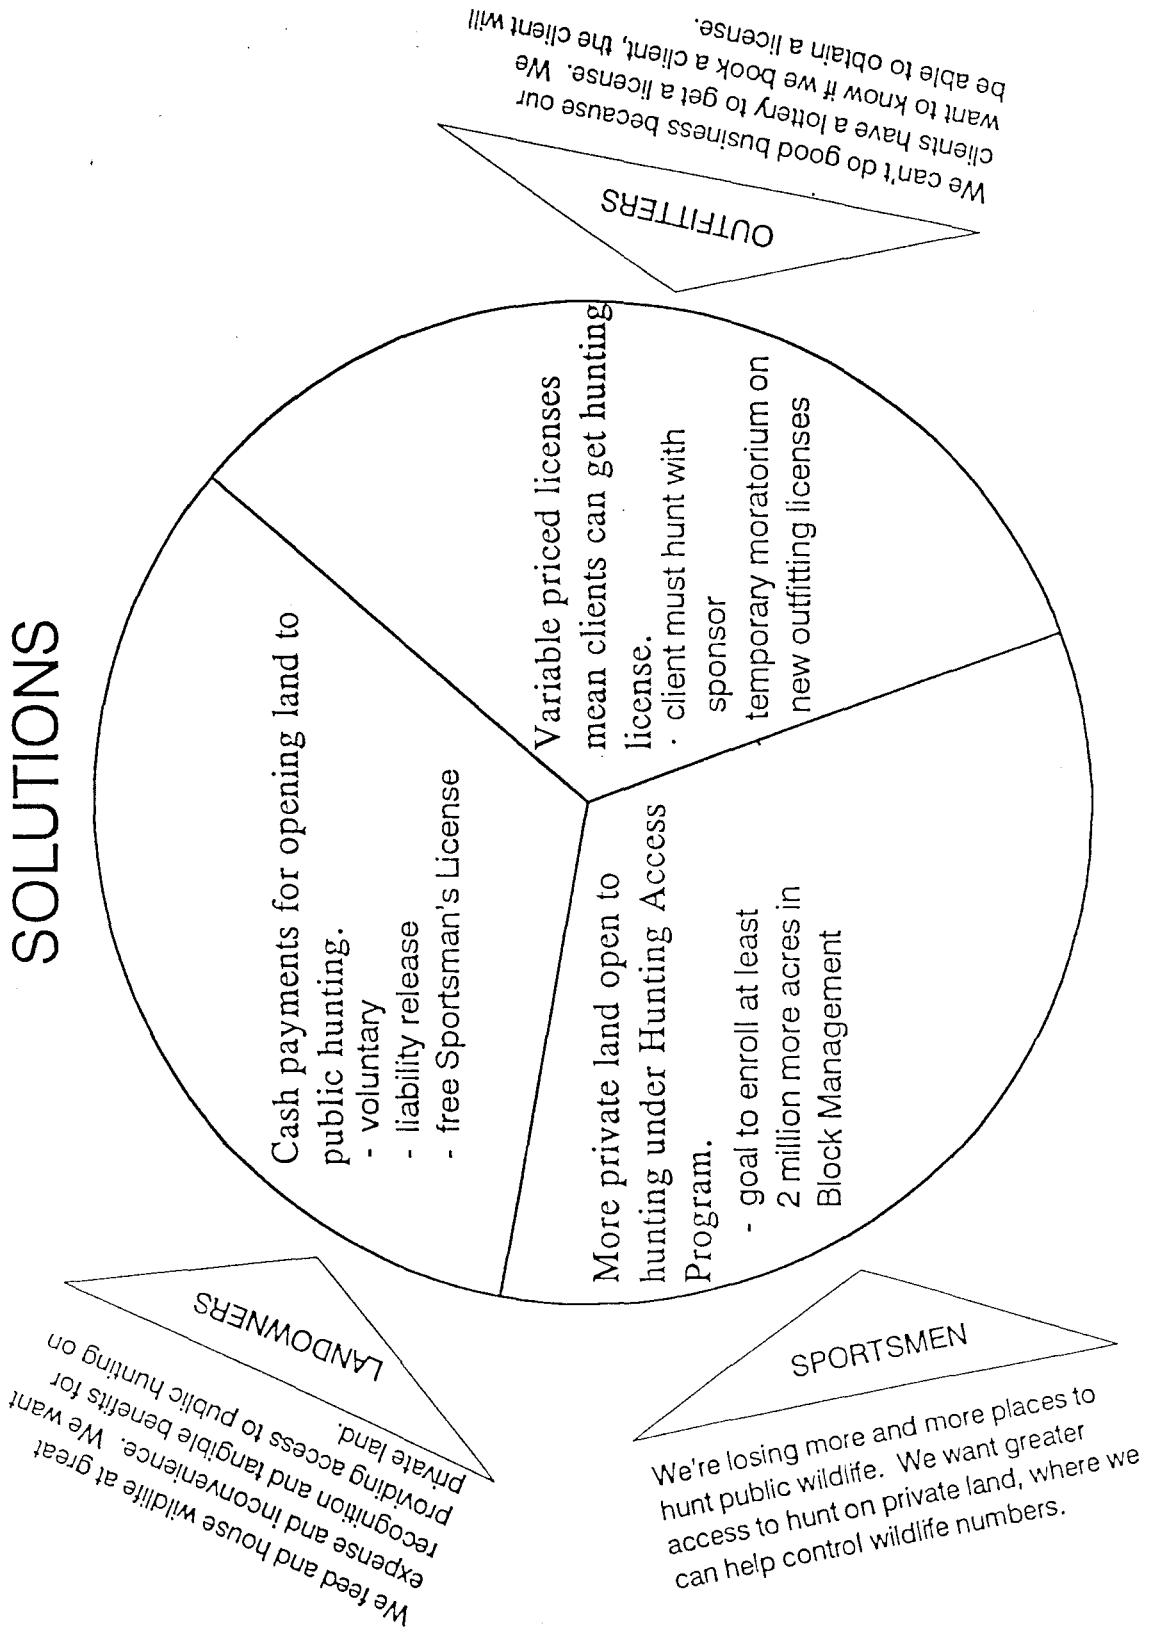 SOLUTIONS
We feed and house wildlife at great
expense and inconvenience.  We want
recognition and tangible benefits for
providing access to public hunting on
private land.
LANDOWNERS
Cash payments for opening land to
public hunting.
- voluntary
- liability release
- free Sportsman's License
We can't do good business because our
clients have a lottery to get a license.  We
want to know if we book a client, the client will
be able to obtain a license.
OUTFITTERS
Variable priced licenses
mean clients can get hunting
license.
· client must hunt with
sponsor
· temporary moratorium on
new outfitting licenses
More private land open to
hunting under Hunting Access
Program.
- goal to enroll at least
2 million more acres in
Block Management
SPORTSMEN
We're losing more and more places to
hunt public wildlife.  We want greater
access to hunt on private land, where we
can help control wildlife numbers.